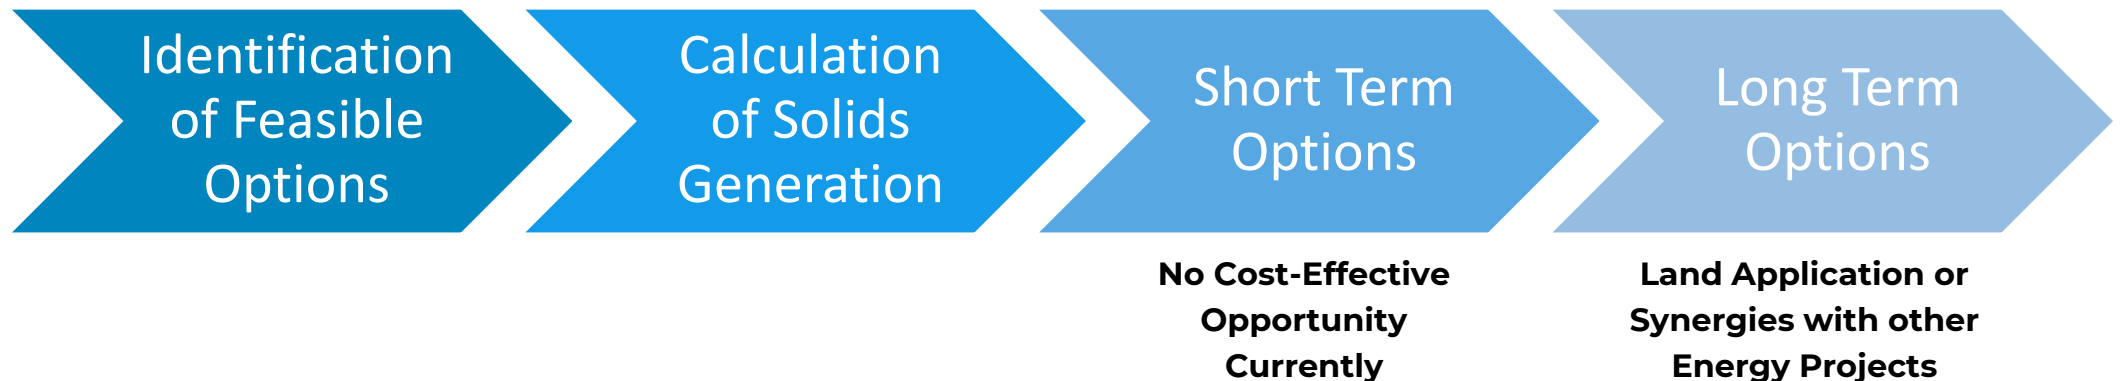 Identification
of Feasible
Options
Calculation
of Solids
Generation
Short Term
Options
Long Term
Options
No Cost-Effective
Opportunity
Currently
Land Application or
Synergies with other
Energy Projects